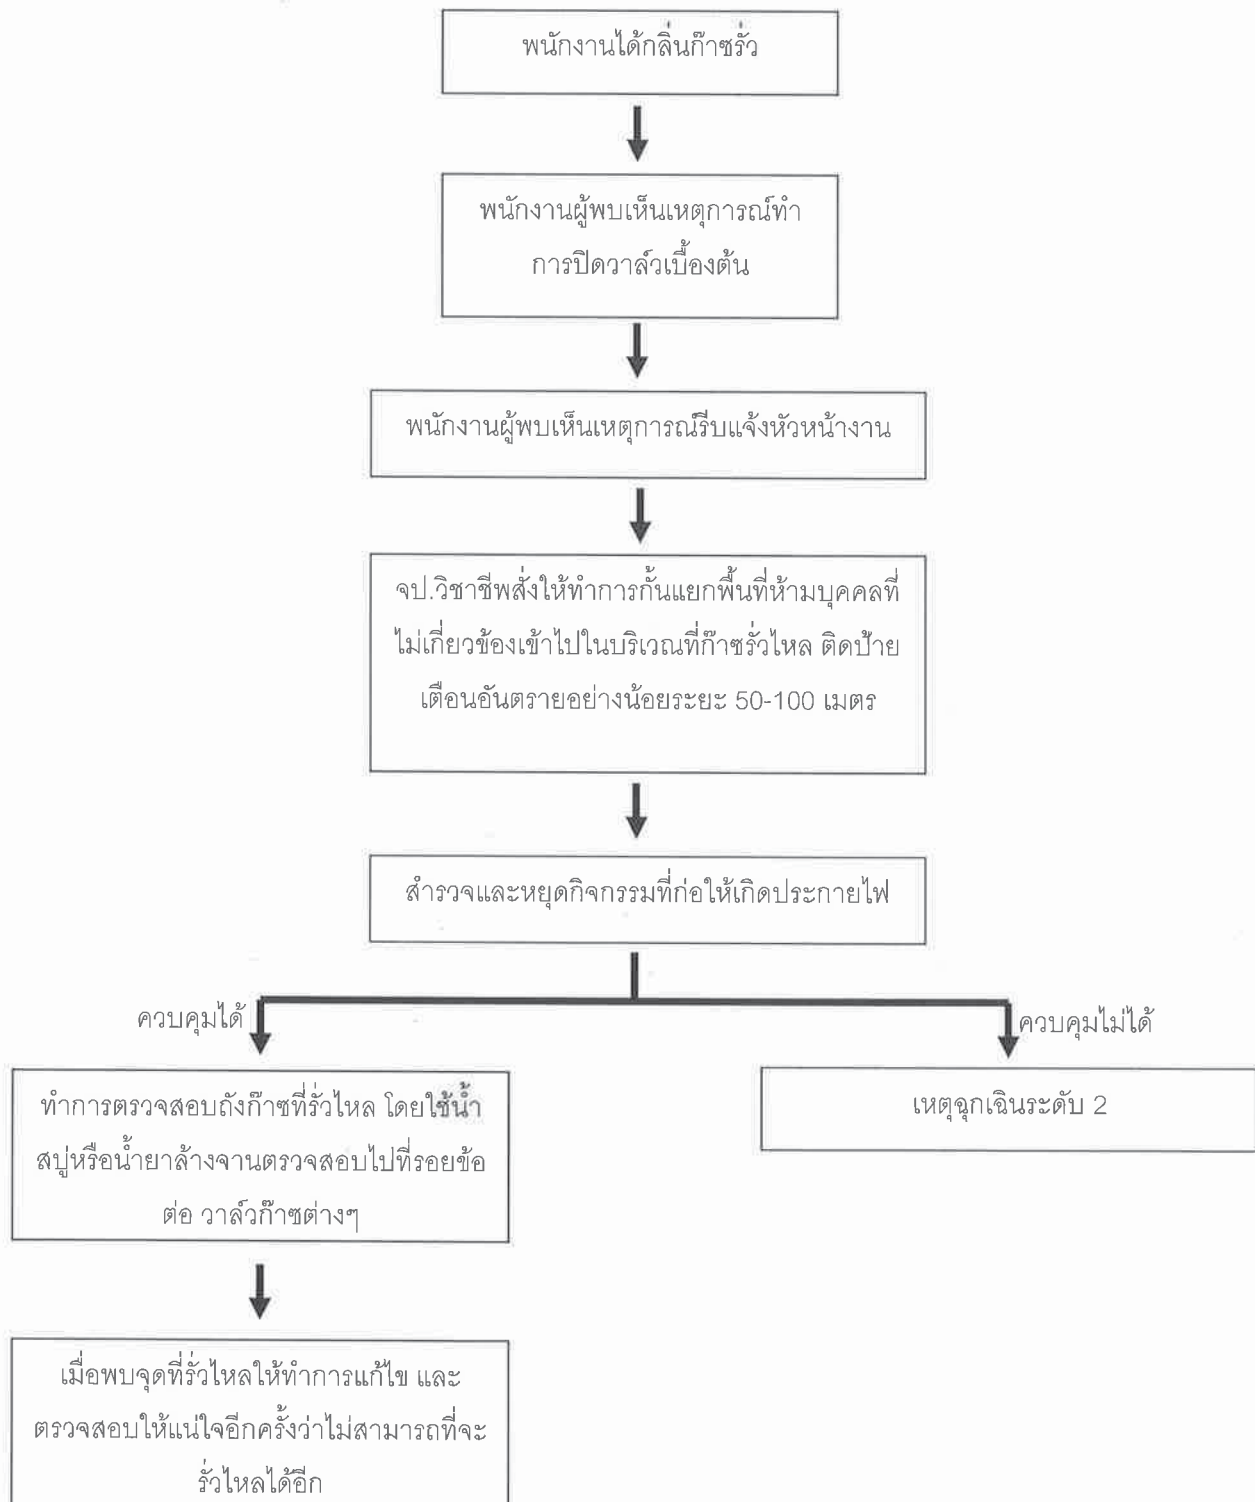 พนักงานได้กลิ่นก๊าซรั่ว
พนักงานผู้พบเห็นเหตุการณ์ทำ
การปิดวาล์วเบื้องต้น
พนักงานผู้พบเห็นเหตุการณ์รีบแจ้งหัวหน้างาน
จป.วิชาชีพสั่งให้ทำการกั้นแยกพื้นที่ห้ามบุคคลที่
ไม่เกี่ยวข้องเข้าไปในบริเวณที่ก๊าซรั่วไหล ติดป้าย
เตือนอันตรายอย่างน้อยระยะ 50-100 เมตร
สำรวจและหยุดกิจกรรมที่ก่อให้เกิดประกายไฟ
ควบคุมได้
ควบคุมไม่ได้
ทำการตรวจสอบถังก๊าซที่รั่วไหล โดยใช้น้ำ
สบู่หรือน้ำยาล้างจานตรวจสอบไปที่รอยข้อ
ต่อ วาล์วก๊าซต่างๆ
เหตุฉุกเฉินระดับ 2
เมื่อพบจุดที่รั่วไหลให้ทำการแก้ไข และ
ตรวจสอบให้แน่ใจอีกครั้งว่าไม่สามารถที่จะ
รั่วไหลได้อีก